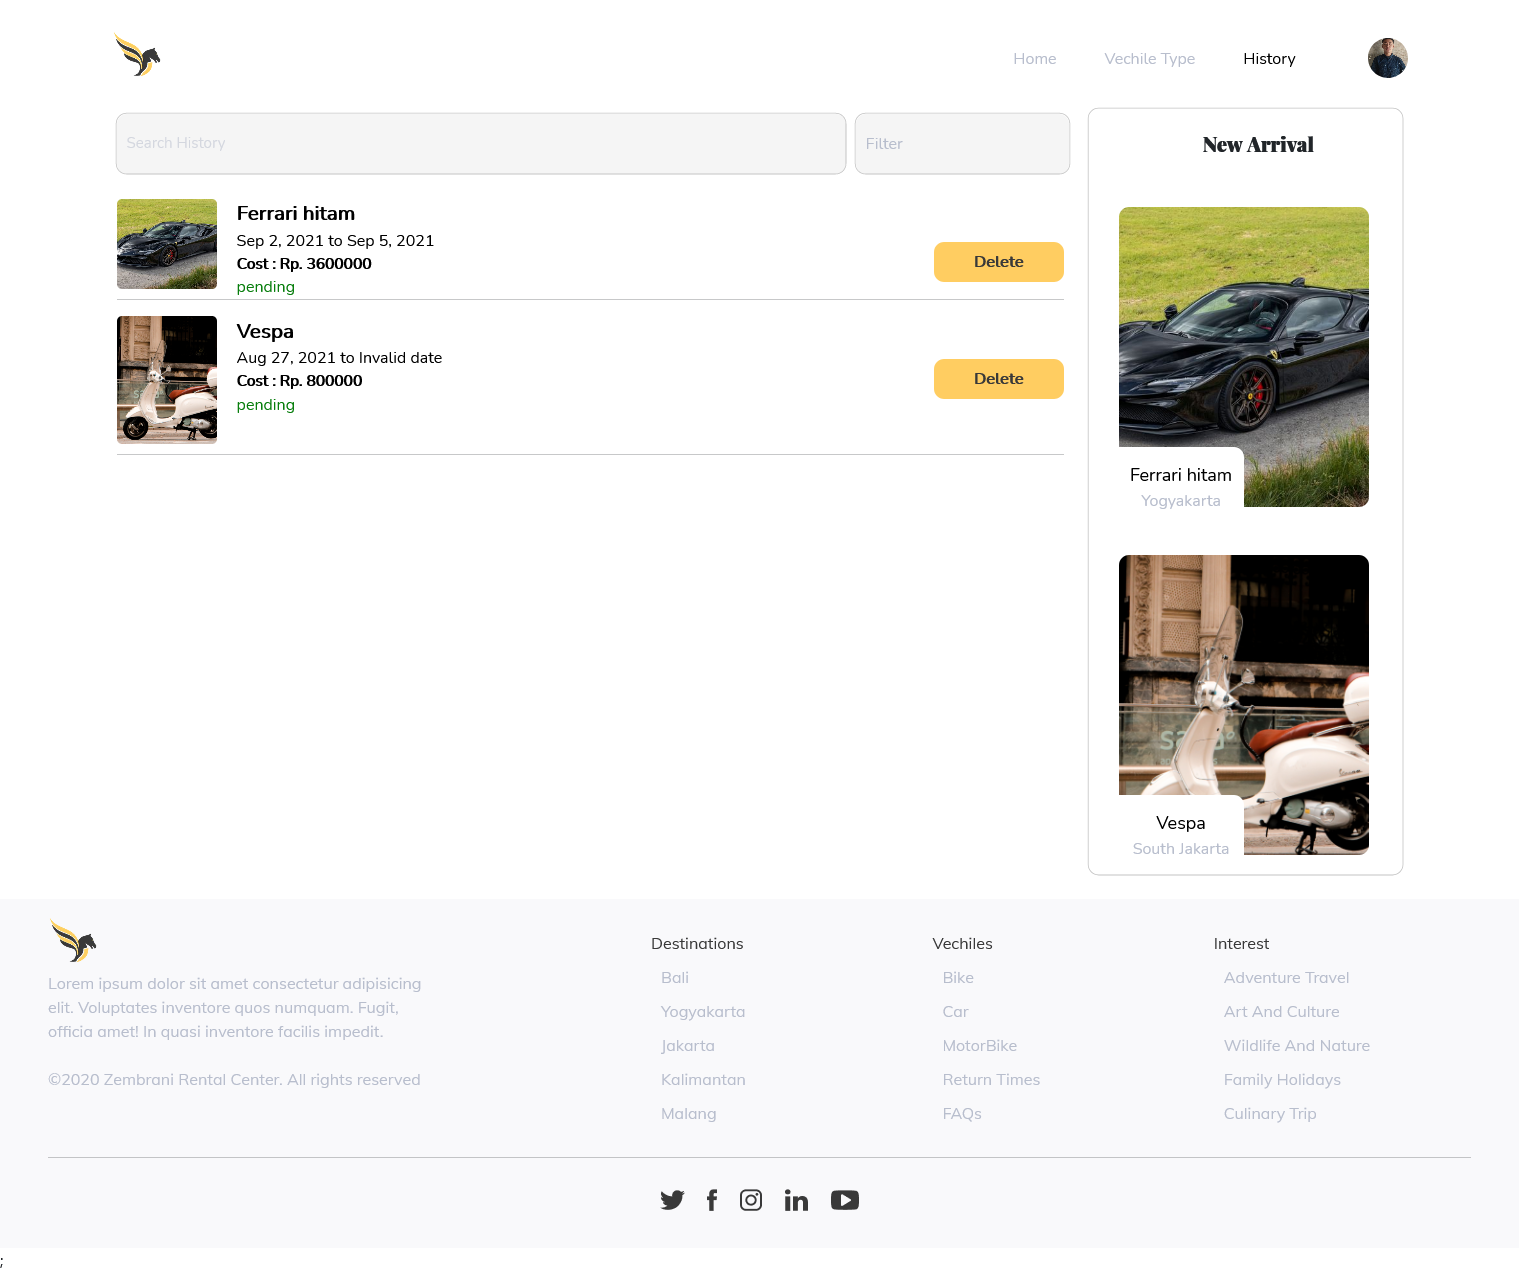 Home
Vechile Type
History
Search History
Filter
New Arrival
Ferrari hitam
Sep 2, 2021 to Sep 5, 2021
Cost : Rp. 3600000
pending
Delete
Vespa
Aug 27, 2021 to Invalid date
Cost : Rp. 800000
pending
Delete
Ferrari hitam
Yogyakarta
Vespa
South Jakarta
Lorem ipsum dolor sit amet consectetur adipisicing
elit. Voluptates inventore quos numquam. Fugit,
officia amet! In quasi inventore facilis impedit.
©2020 Zembrani Rental Center. All rights reserved
Destinations
Bali
Yogyakarta
Jakarta
Kalimantan
Malang
Vechiles
Bike
Car
MotorBike
Return Times
FAQs
Interest
Adventure Travel
Art And Culture
Wildlife And Nature
Family Holidays
Culinary Trip
;